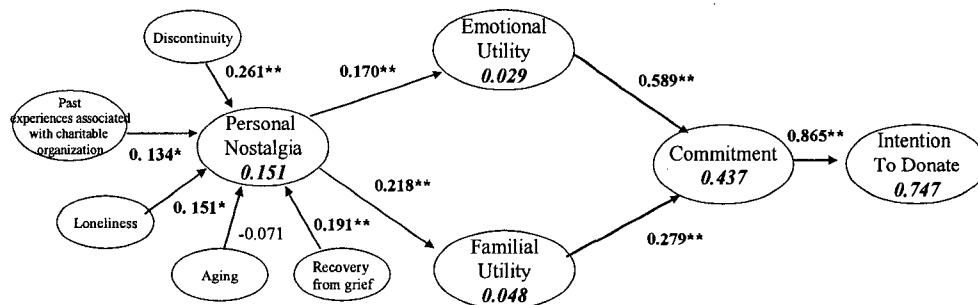 Discontinuity
0.261**
Past
experiences associated
with charitable
organization
0. 134*
Loneliness
0. 151*
Aging
-0.071
Recovery
from grief
0.191**
Personal
Nostalgia
0.151
0.170**
0.218**
Emotional
Utility
0.029
Familial
Utility
0.048
0.589**
0.279**
Commitment
0.437
0.865**
Intention
To Donate
0.747